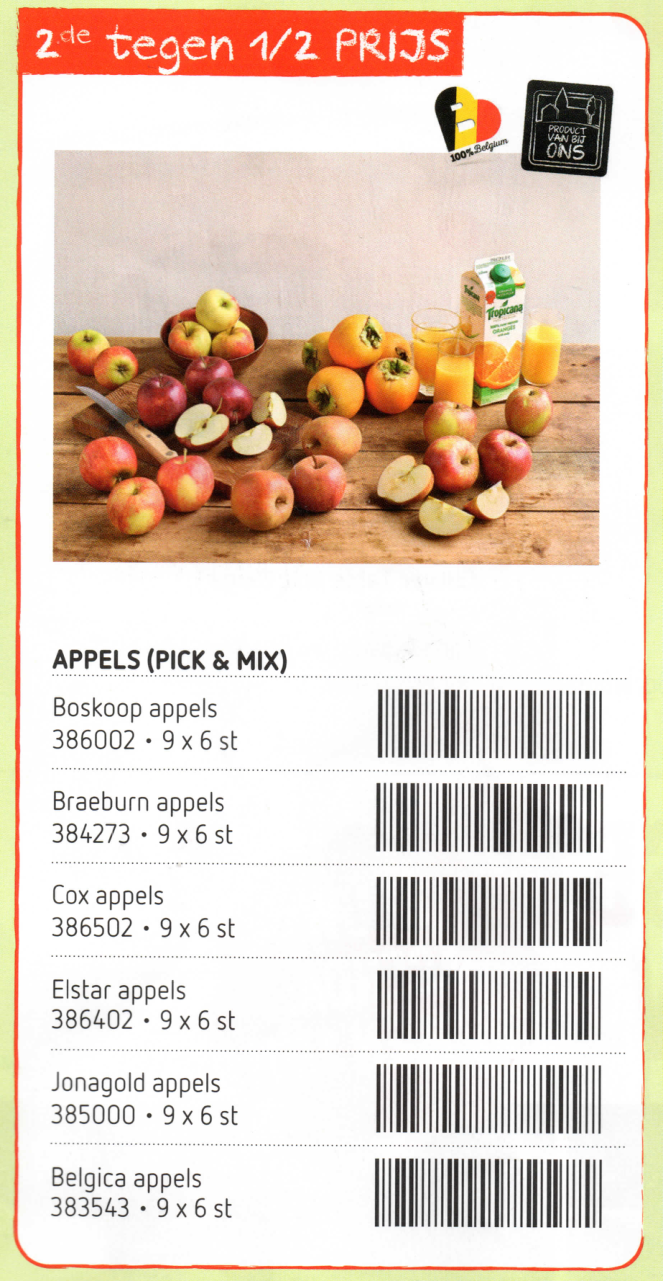 2de tegen 1/2 PRIJS
100% Belgium
PRODUCT
VAN BIJ
ONS
Tropicana
ORANGES
APPELS (PICK & MIX)
Boskoop appels
386002 • 9 x 6 st
Braeburn appels
384273 • 9 x 6 st
Cox appels
386502 • 9 x 6 st
Elstar appels
386402 • 9 x 6 st
Jonagold appels
385000 • 9 x 6 st
Belgica appels
383543 • 9 x 6 st